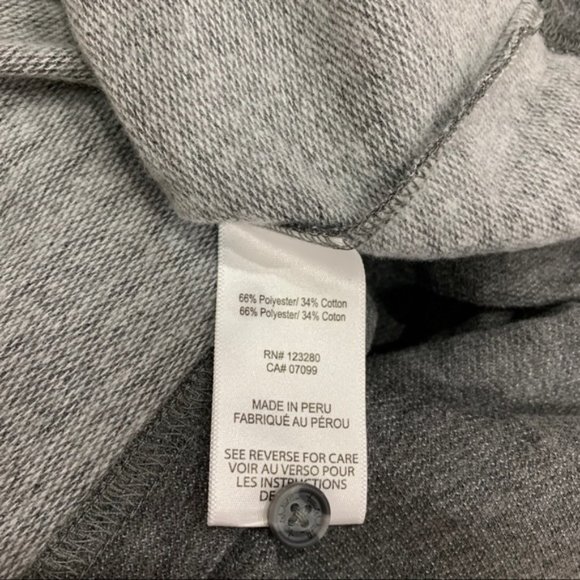 66% Polyester/ 34% Cotton
66% Polyester/ 34% Coton
RN# 123280
CA# 07099
MADE IN PERU
FABRIQUÉ AU PÉROU
SEE REVERSE FOR CARE
VOIR AU VERSO POUR
LES